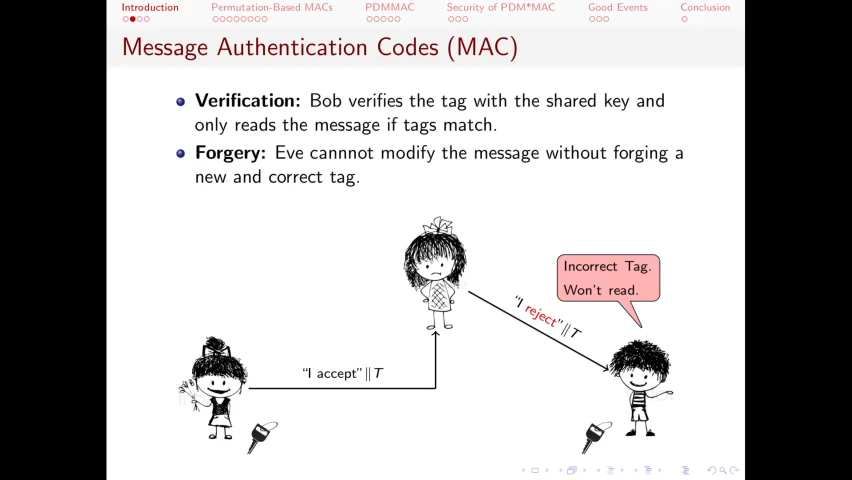 Introduction Permutation-Based MACs PDMMAC Security of PDM*MAC Good Events Conclusion
Message Authentication Codes (MAC)
Verification: Bob verifies the tag with the shared key and
only reads the message if tags match.
Forgery: Eve cannnot modify the message without forging a
new and correct tag.
Incorrect Tag.
Won't read.
"I reject"∥T
"I accept"∥T